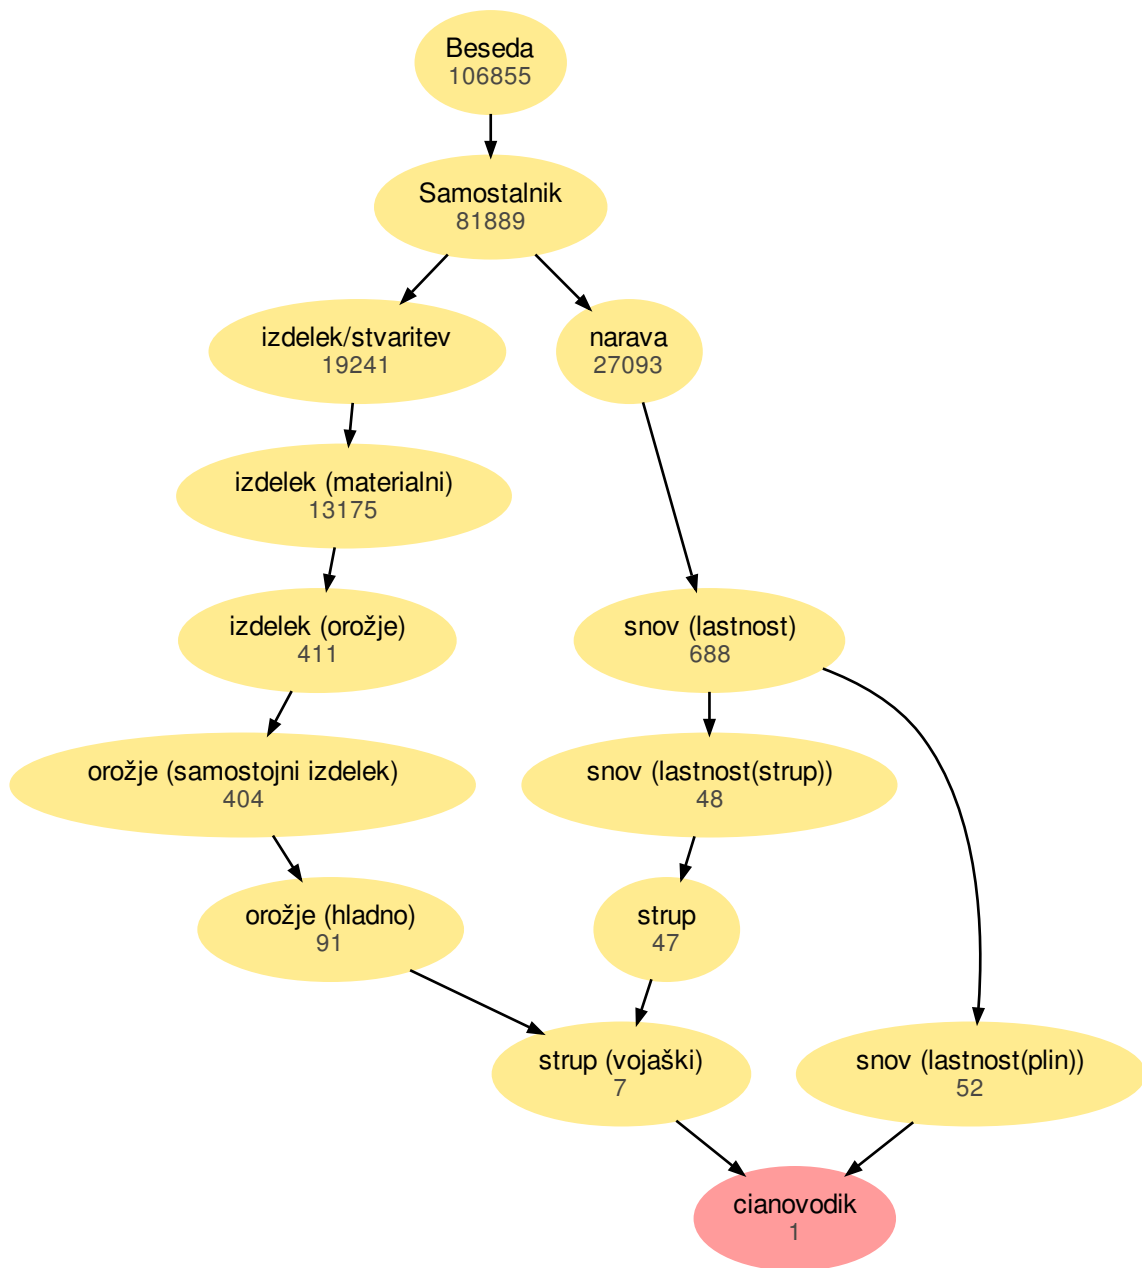 Beseda
106855
Samostalnik
81889
izdelek/stvaritev
19241
narava
27093
izdelek (materialni)
13175
izdelek (orožje)
411
snov (lastnost)
688
orožje (samostojni izdelek)
404
snov (lastnost(strup))
48
orožje (hladno)
91
strup
47
strup (vojaški)
7
snov (lastnost(plin))
52
cianovodik
1